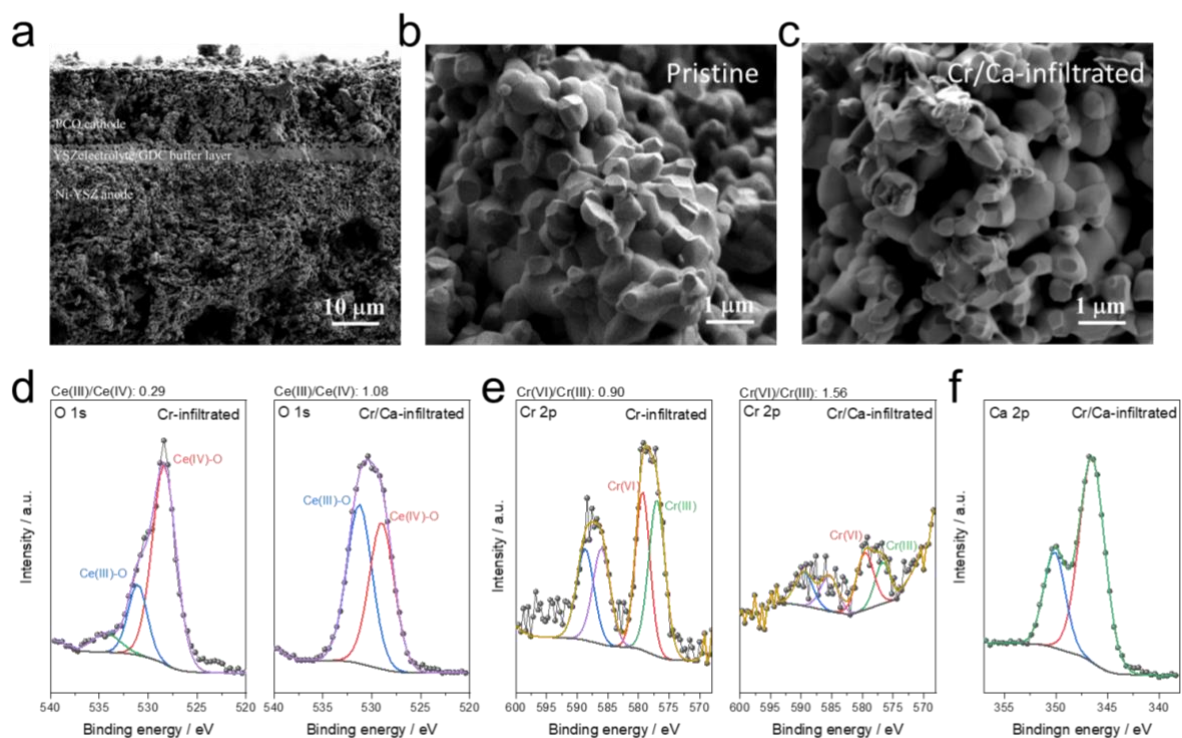 a
b
c
PCO cathode
YSZelectrolyte/GDC buffer layer
Ni-YSZ anode
10 μm
Pristine
1 μm
Cr/Ca-infiltrated
1 μm
d
e
f
Ce(III)/Ce(IV): 0.29
O 1s
Cr-infiltrated
Ce(IV)-O
Ce(III)-O
Intensity / a.u.
540 535 530 525 520
Binding energy / eV
Ce(III)/Ce(IV): 1.08
O 1s
Cr/Ca-infiltrated
Ce(III)-O
Ce(IV)-O
540 535 530 525 520
Binding energy / eV
Cr(VI)/Cr(III): 0.90
Cr 2p
Cr-infiltrated
Cr(VI)
Cr(III)
Intensity / a.u.
600 595 590 585 580 575 570
Binding energy / eV
Cr(VI)/Cr(III): 1.56
Cr 2p
Cr/Ca-infiltrated
Cr(VI)
Cr(III)
600 595 590 585 580 575 570
Binding energy / eV
Ca 2p
Cr/Ca-infiltrated
Intensity / a.u.
355 350 345 340
Bindingn energy / eV